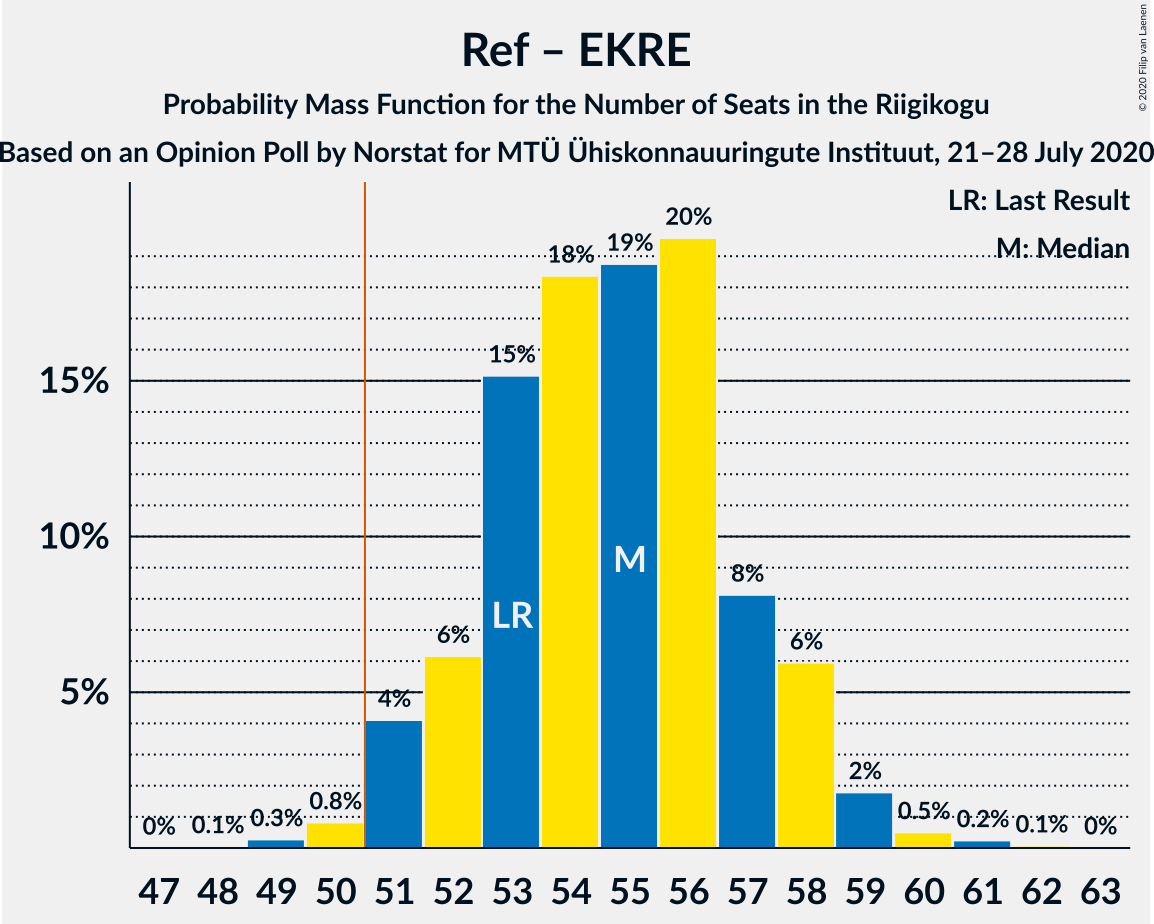 Ref – EKRE
Probability Mass Function for the Number of Seats in the Riigikogu
Based on an Opinion Poll by Norstat for MTÜ Ühiskonnauuringute Instituut, 21–28 July 2020
© 2020 Filip van Laenen
LR: Last Result
M: Median
15%
10%
5%
0% 0.1% 0.3% 0.8% 4% 6% 15% 18% 19% 20% 8% 6% 2% 0.5% 0.2% 0.1% 0%
LR
M
47 48 49 50 51 52 53 54 55 56 57 58 59 60 61 62 63